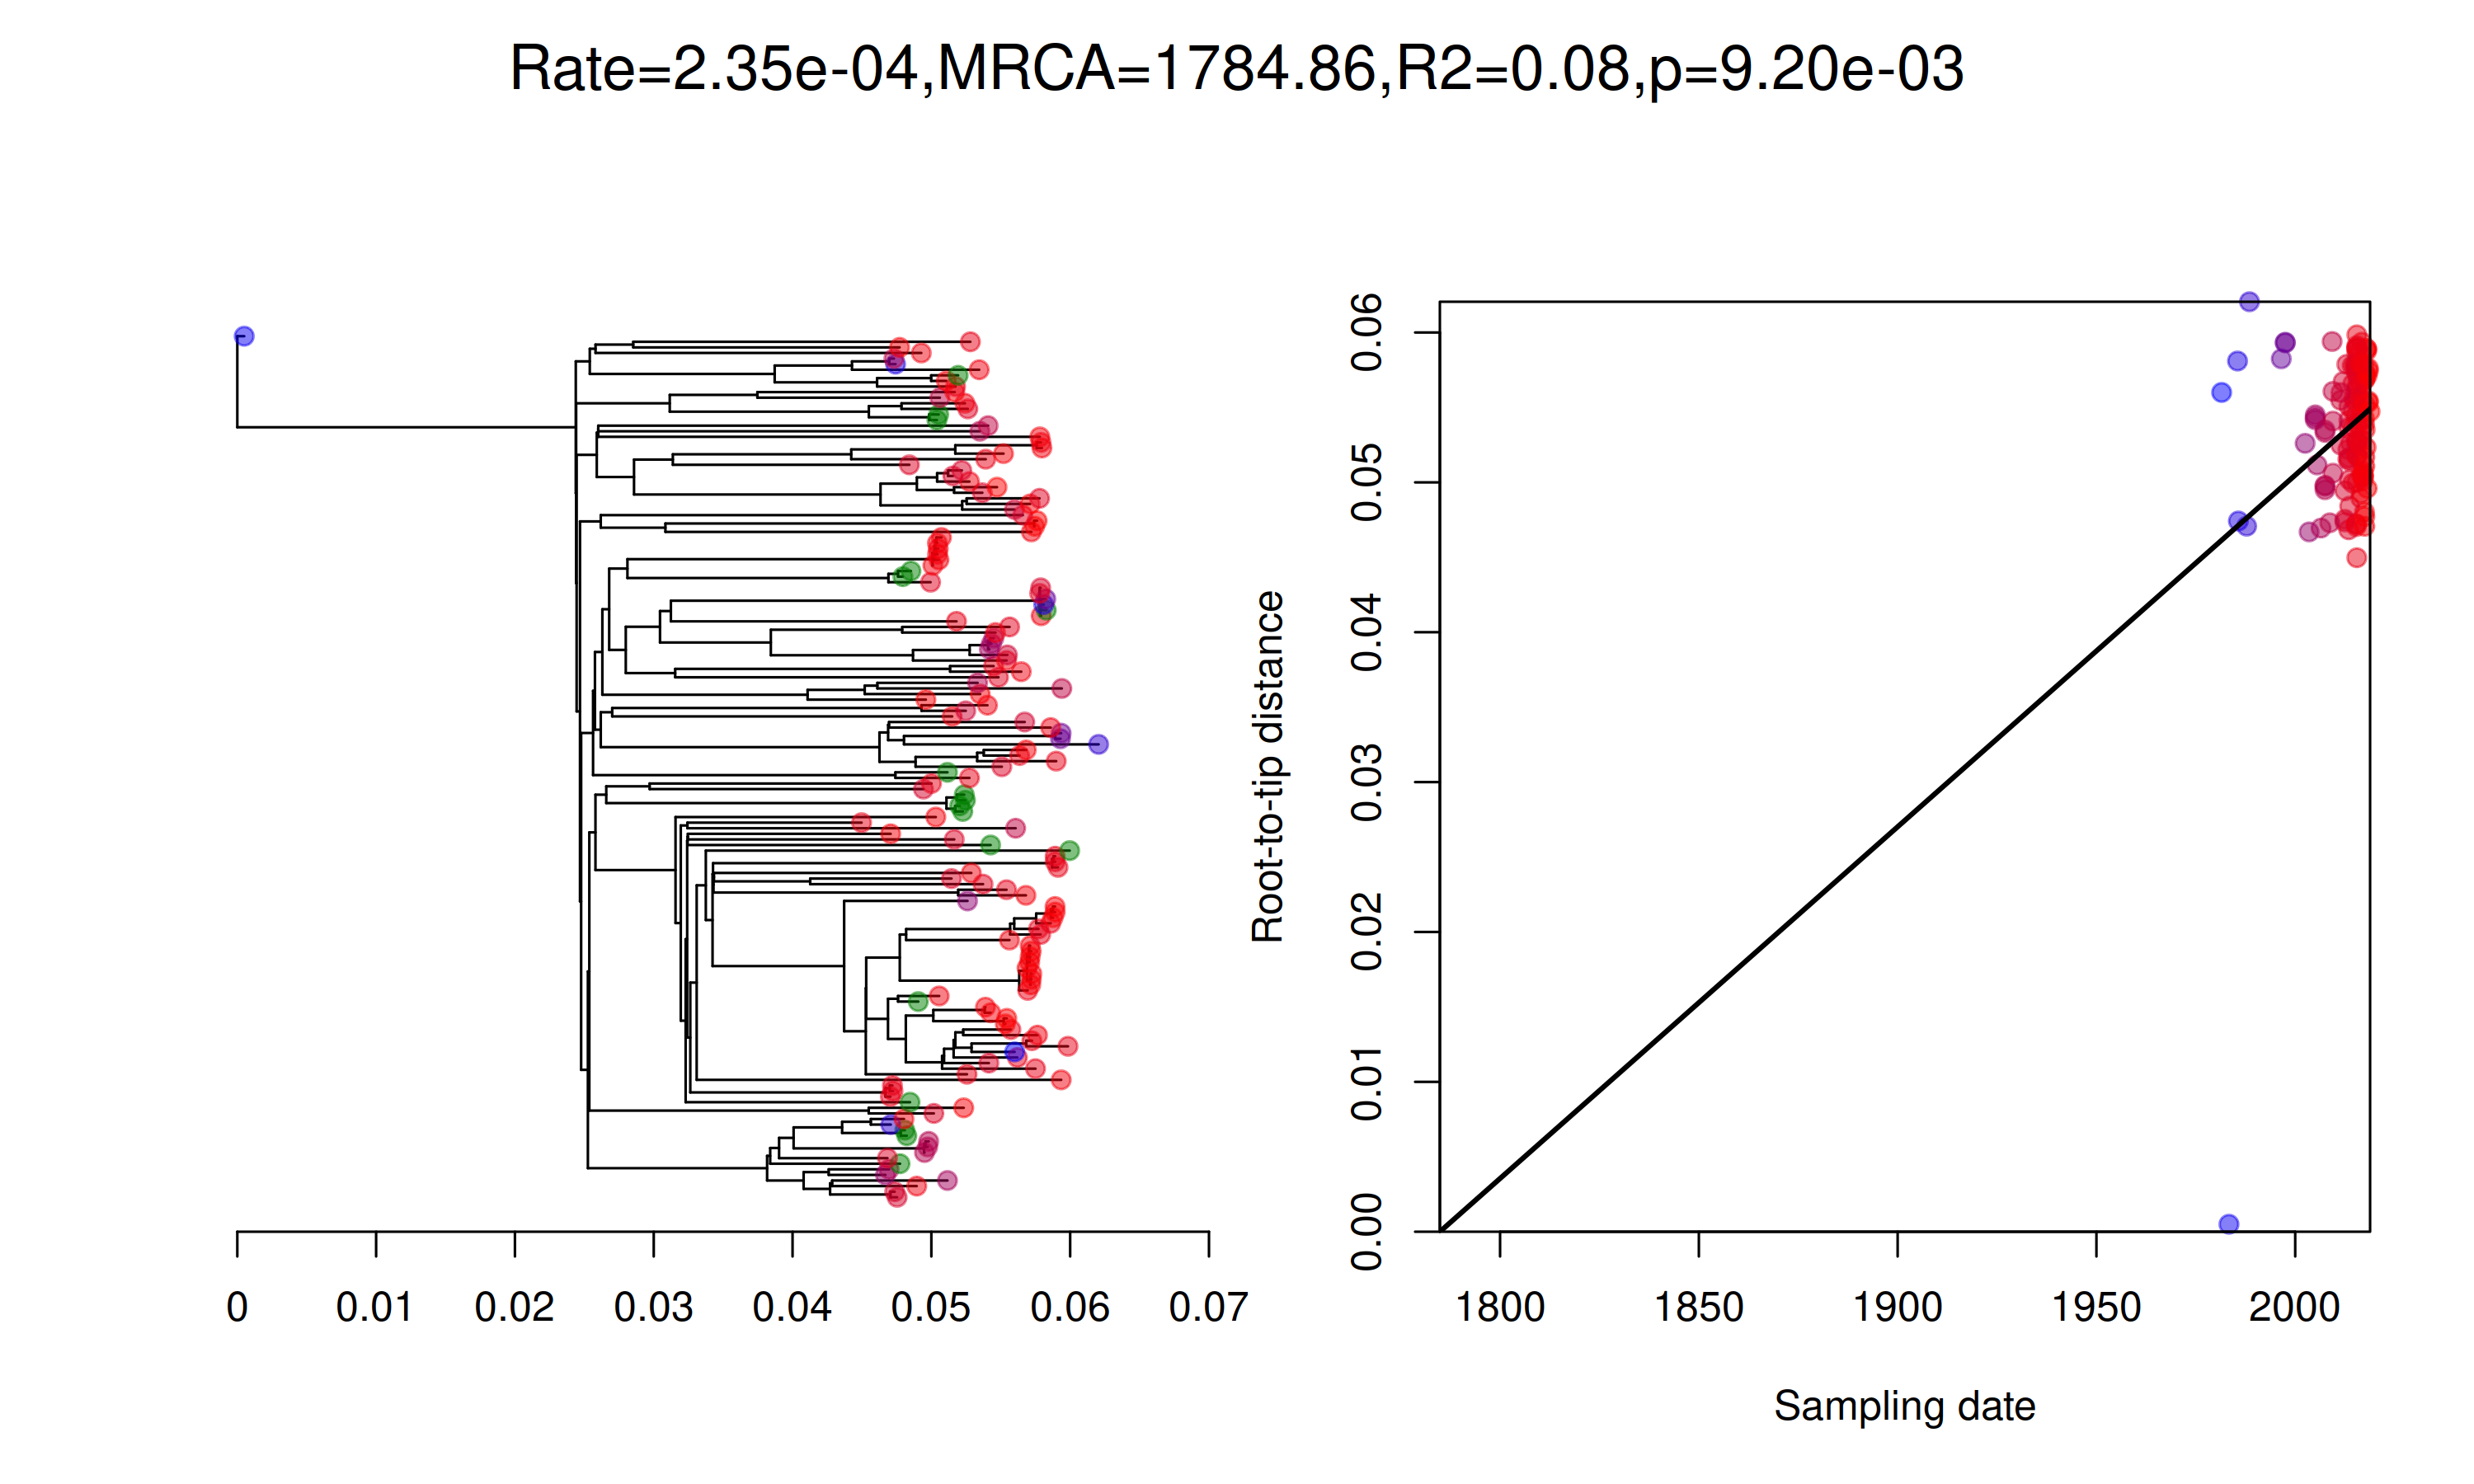 Rate=2.35e-04,MRCA=1784.86,R2=0.08,p=9.20e-03
0 0.01 0.02 0.03 0.04 0.05 0.06 0.07
Root-to-tip distance
0.00 0.01 0.02 0.03 0.04 0.05 0.06
1800 1850 1900 1950 2000
Sampling date